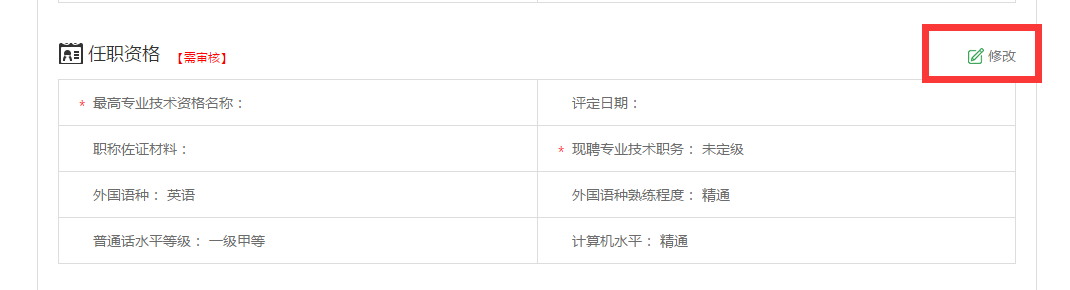 任职资格 【需审核】 修改
* 最高专业技术资格名称： 评定日期：
职称佐证材料： * 现聘专业技术职务： 未定级
外国语种： 英语 外国语种熟练程度： 精通
普通话水平等级： 一级甲等 计算机水平： 精通